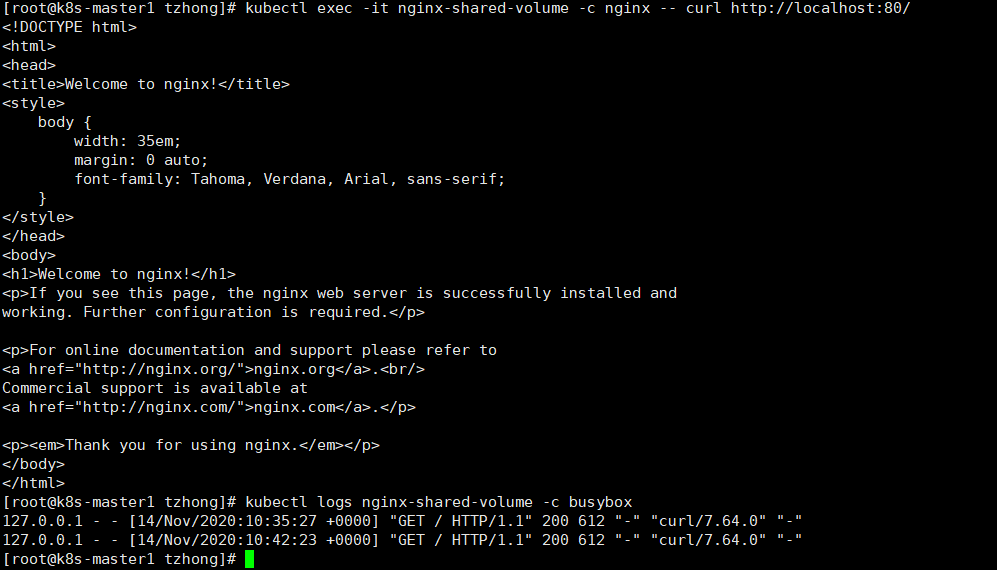 [root@k8s-master1 tzhong]# kubectl exec -it nginx-shared-volume -c nginx -- curl http://localhost:80/
<!DOCTYPE html>
<html>
<head>
<title>Welcome to nginx!</title>
<style>
    body {
        width: 35em;
        margin: 0 auto;
        font-family: Tahoma, Verdana, Arial, sans-serif;
    }
</style>
</head>
<body>
<h1>Welcome to nginx!</h1>
<p>If you see this page, the nginx web server is successfully installed and
working. Further configuration is required.</p>

<p>For online documentation and support please refer to
<a href="http://nginx.org/">nginx.org</a>.<br/>
Commercial support is available at
<a href="http://nginx.com/">nginx.com</a>.</p>

<p><em>Thank you for using nginx.</em></p>
</body>
</html>
[root@k8s-master1 tzhong]# kubectl logs nginx-shared-volume -c busybox
127.0.0.1 - - [14/Nov/2020:10:35:27 +0000] "GET / HTTP/1.1" 200 612 "-" "curl/7.64.0" "-"
127.0.0.1 - - [14/Nov/2020:10:42:23 +0000] "GET / HTTP/1.1" 200 612 "-" "curl/7.64.0" "-"
[root@k8s-master1 tzhong]#